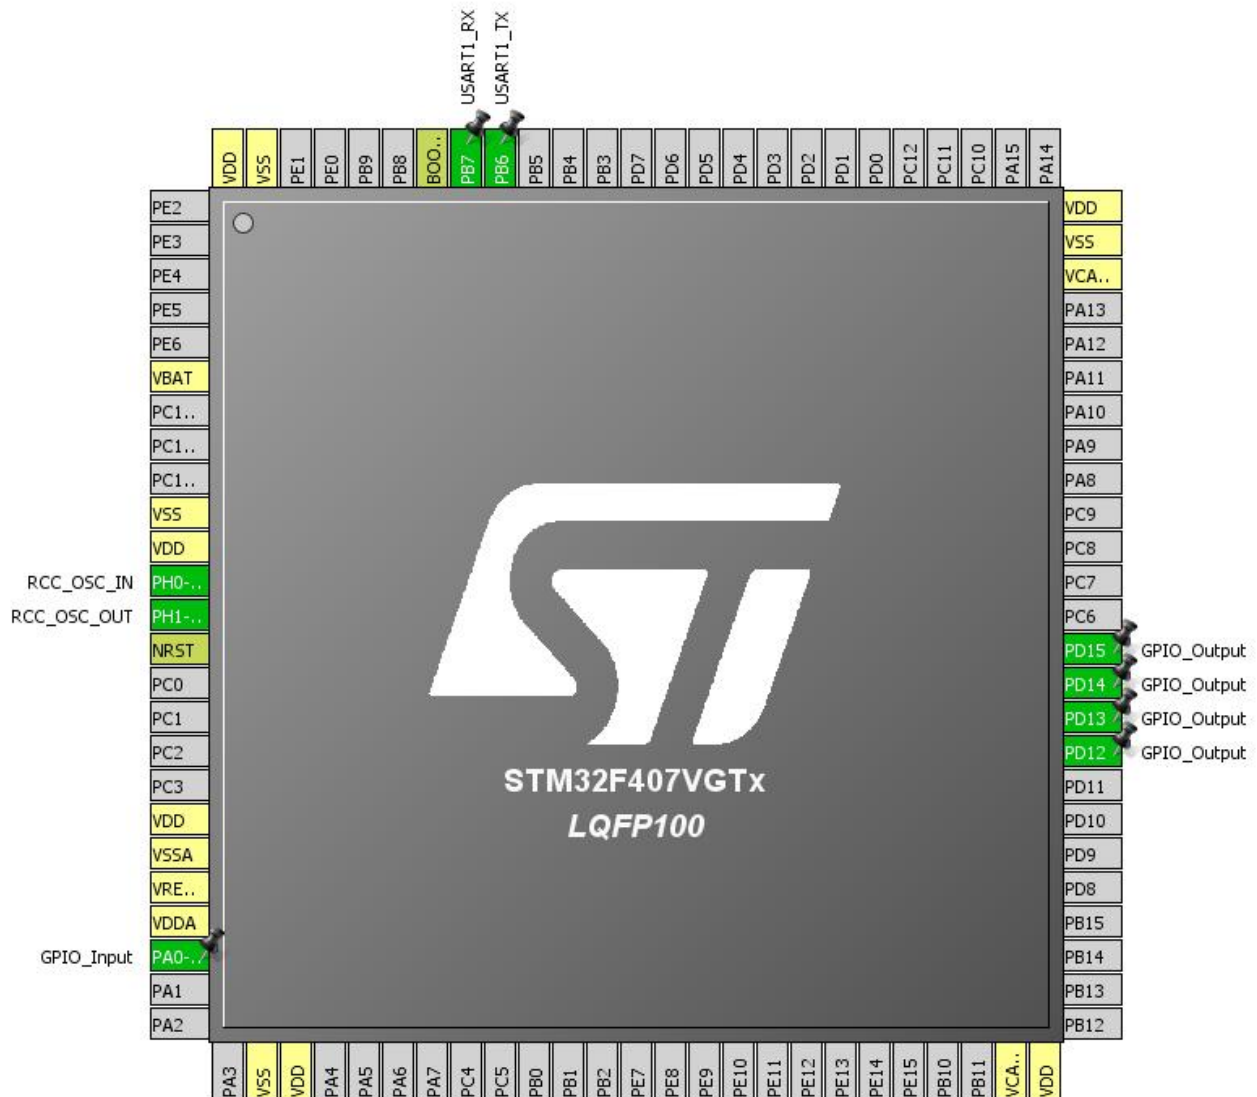 USART1_RX
USART1_TX
VDD
VSS
PE1
PE0
PB9
PB8
BOO..
PB7
PB6
PB5
PB4
PB3
PD7
PD6
PD5
PD4
PD3
PD2
PD1
PD0
PC12
PC11
PC10
PA15
PA14
PE2
PE3
PE4
PE5
PE6
VBAT
PC1..
PC1..
PC1..
VSS
VDD
RCC_OSC_IN PH0-..
RCC_OSC_OUT PH1-..
NRST
PC0
PC1
PC2
PC3
VDD
VSSA
VRE..
VDDA
GPIO_Input PA0-..
PA1
PA2
STM32F407VGTx
LQFP100
VDD
VSS
VCA..
PA13
PA12
PA11
PA10
PA9
PA8
PC9
PC8
PC7
PC6
PD15 GPIO_Output
PD14 GPIO_Output
PD13 GPIO_Output
PD12 GPIO_Output
PD11
PD10
PD9
PD8
PB15
PB14
PB13
PB12
PA3
VSS
VDD
PA4
PA5
PA6
PA7
PC4
PC5
PB0
PB1
PB2
PE7
PE8
PE9
PE10
PE11
PE12
PE13
PE14
PE15
PB10
PB11
VCA..
VDD